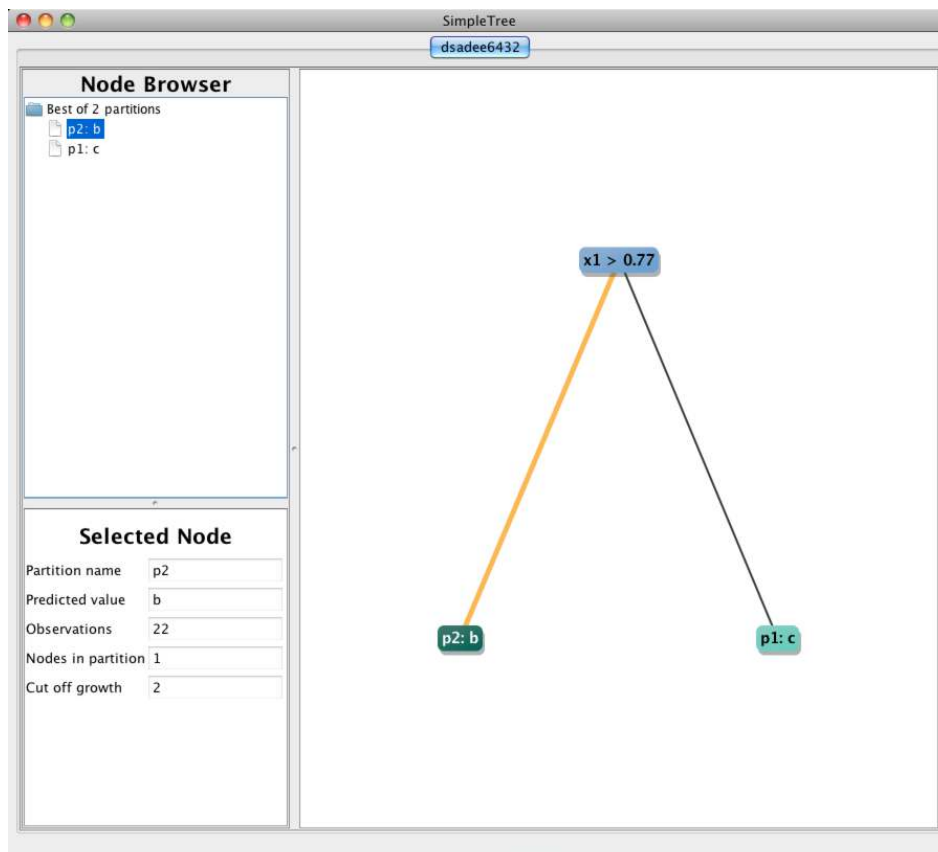 SimpleTree
dsadee6432
Node Browser
Best of 2 partitions
p2: b
p1: c
x1 > 0.77
p2: b
p1: c
Selected Node
Partition name p2
Predicted value b
Observations 22
Nodes in partition 1
Cut off growth 2